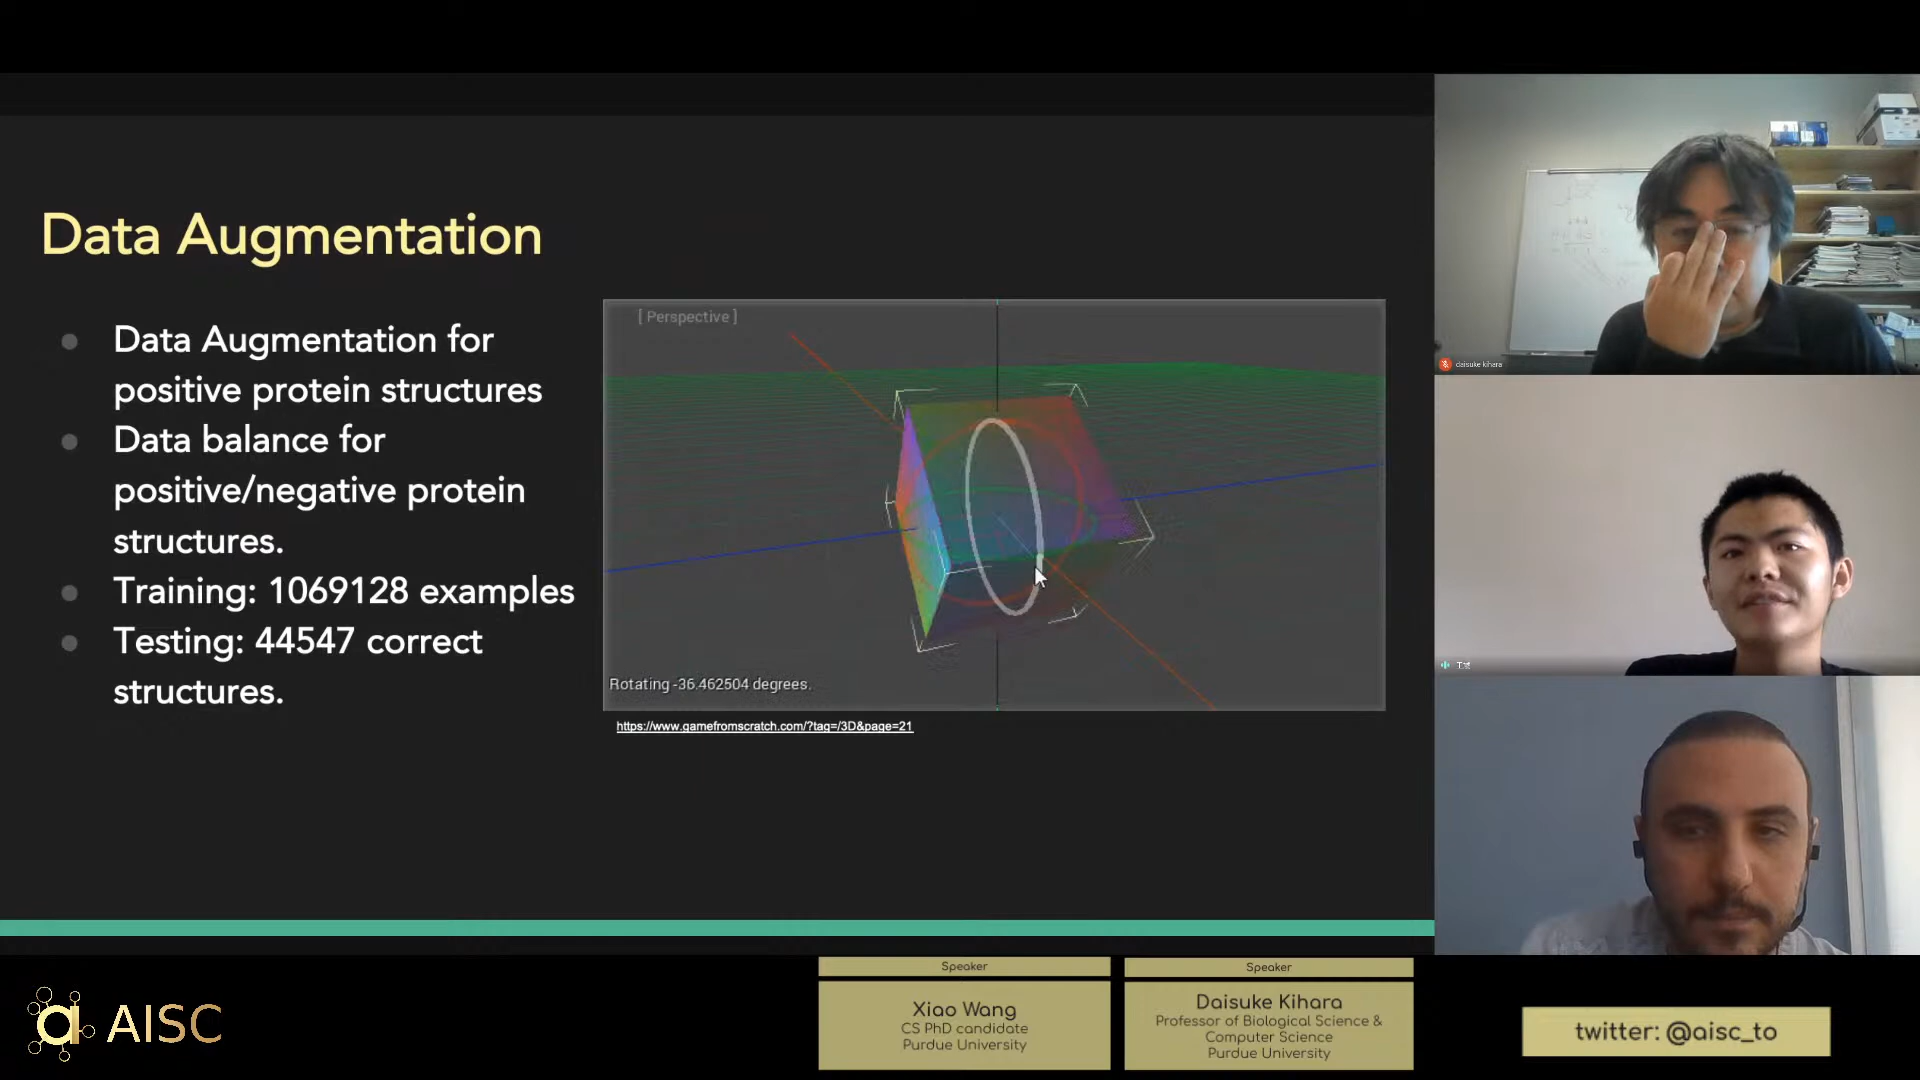 Data Augmentation
Data Augmentation for
positive protein structures
Data balance for
positive/negative protein
structures.
Training: 1069128 examples
Testing: 44547 correct
structures.
[ Perspective ]
Rotating -36.462504 degrees.
https://www.gamefromscratch.com/?tag=/3D&page=21
daisuke kihara
AISC
Speaker
Xiao Wang
CS PhD candidate
Purdue University
Speaker
Daisuke Kihara
Professor of Biological Science &
Computer Science
Purdue University
twitter: @aisc_to